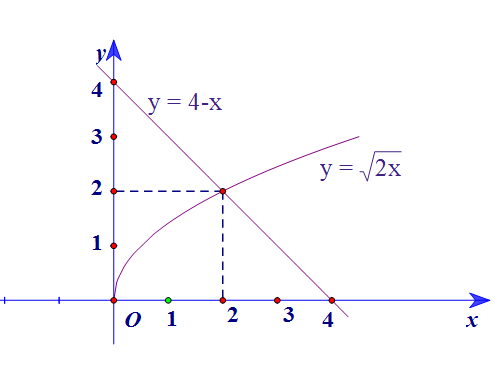 y
4
y = 4-x
3
y = √2x
2
1
O 1 2 3 4 x